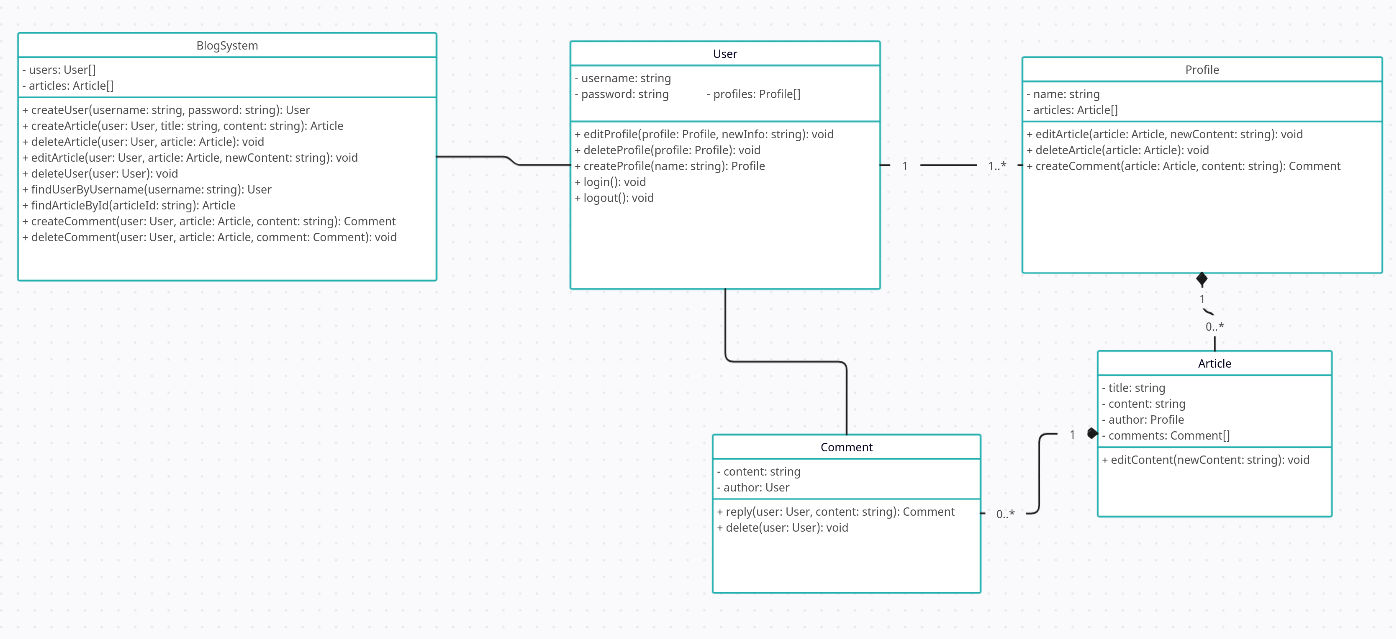 BlogSystem
- users: User[]
- articles: Article[]
+ createUser(username: string, password: string): User
+ createArticle(user: User, title: string, content: string): Article
+ deleteArticle(user: User, article: Article): void
+ editArticle(user: User, article: Article, newContent: string): void
+ deleteUser(user: User): void
+ findUserByUsername(username: string): User
+ findArticleById(articleId: string): Article
+ createComment(user: User, article: Article, content: string): Comment
+ deleteComment(user: User, article: Article, comment: Comment): void
User
- username: string
- password: string - profiles: Profile[]
+ editProfile(profile: Profile, newInfo: string): void
+ deleteProfile(profile: Profile): void
+ createProfile(name: string): Profile
+ login(): void
+ logout(): void
1
1..*
Profile
- name: string
- articles: Article[]
+ editArticle(article: Article, newContent: string): void
+ deleteArticle(article: Article): void
+ createComment(article: Article, content: string): Comment
1
0..*
Article
- title: string
- content: string
- author: Profile
- comments: Comment[]
+ editContent(newContent: string): void
1
0..*
Comment
- content: string
- author: User
+ reply(user: User, content: string): Comment
+ delete(user: User): void